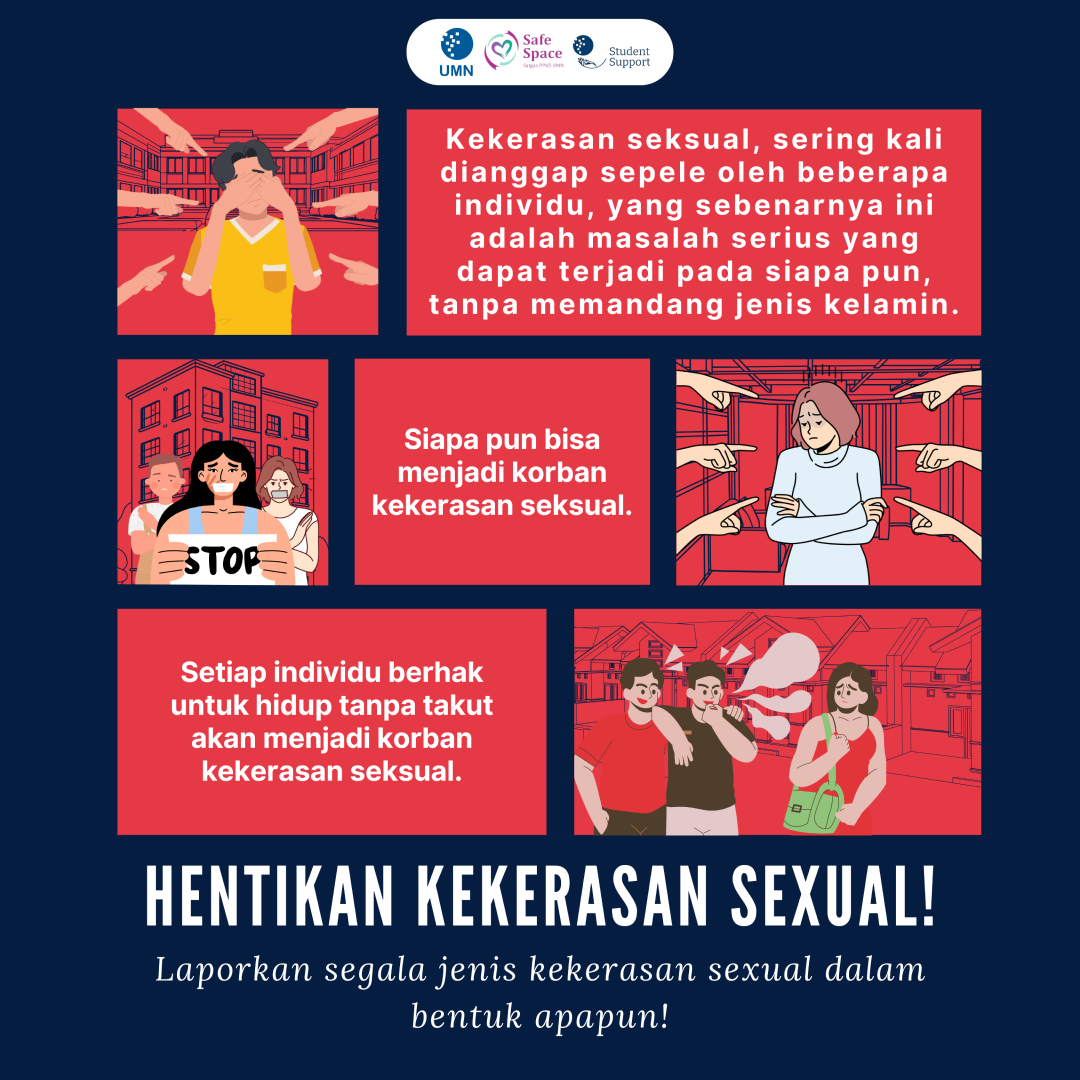 UMN
Safe
Space
Satgas PPKS UMN
Student
Support
Kekerasan seksual, sering kali
dianggap sepele oleh beberapa
individu, yang sebenarnya ini
adalah masalah serius yang
dapat terjadi pada siapa pun,
tanpa memandang jenis kelamin.
STOP
Siapa pun bisa
menjadi korban
kekerasan seksual.
Setiap individu berhak
untuk hidup tanpa takut
akan menjadi korban
kekerasan seksual.
HENTIKAN KEKERASAN SEXUAL!
Laporkan segala jenis kekerasan sexual dalam
bentuk apapun!